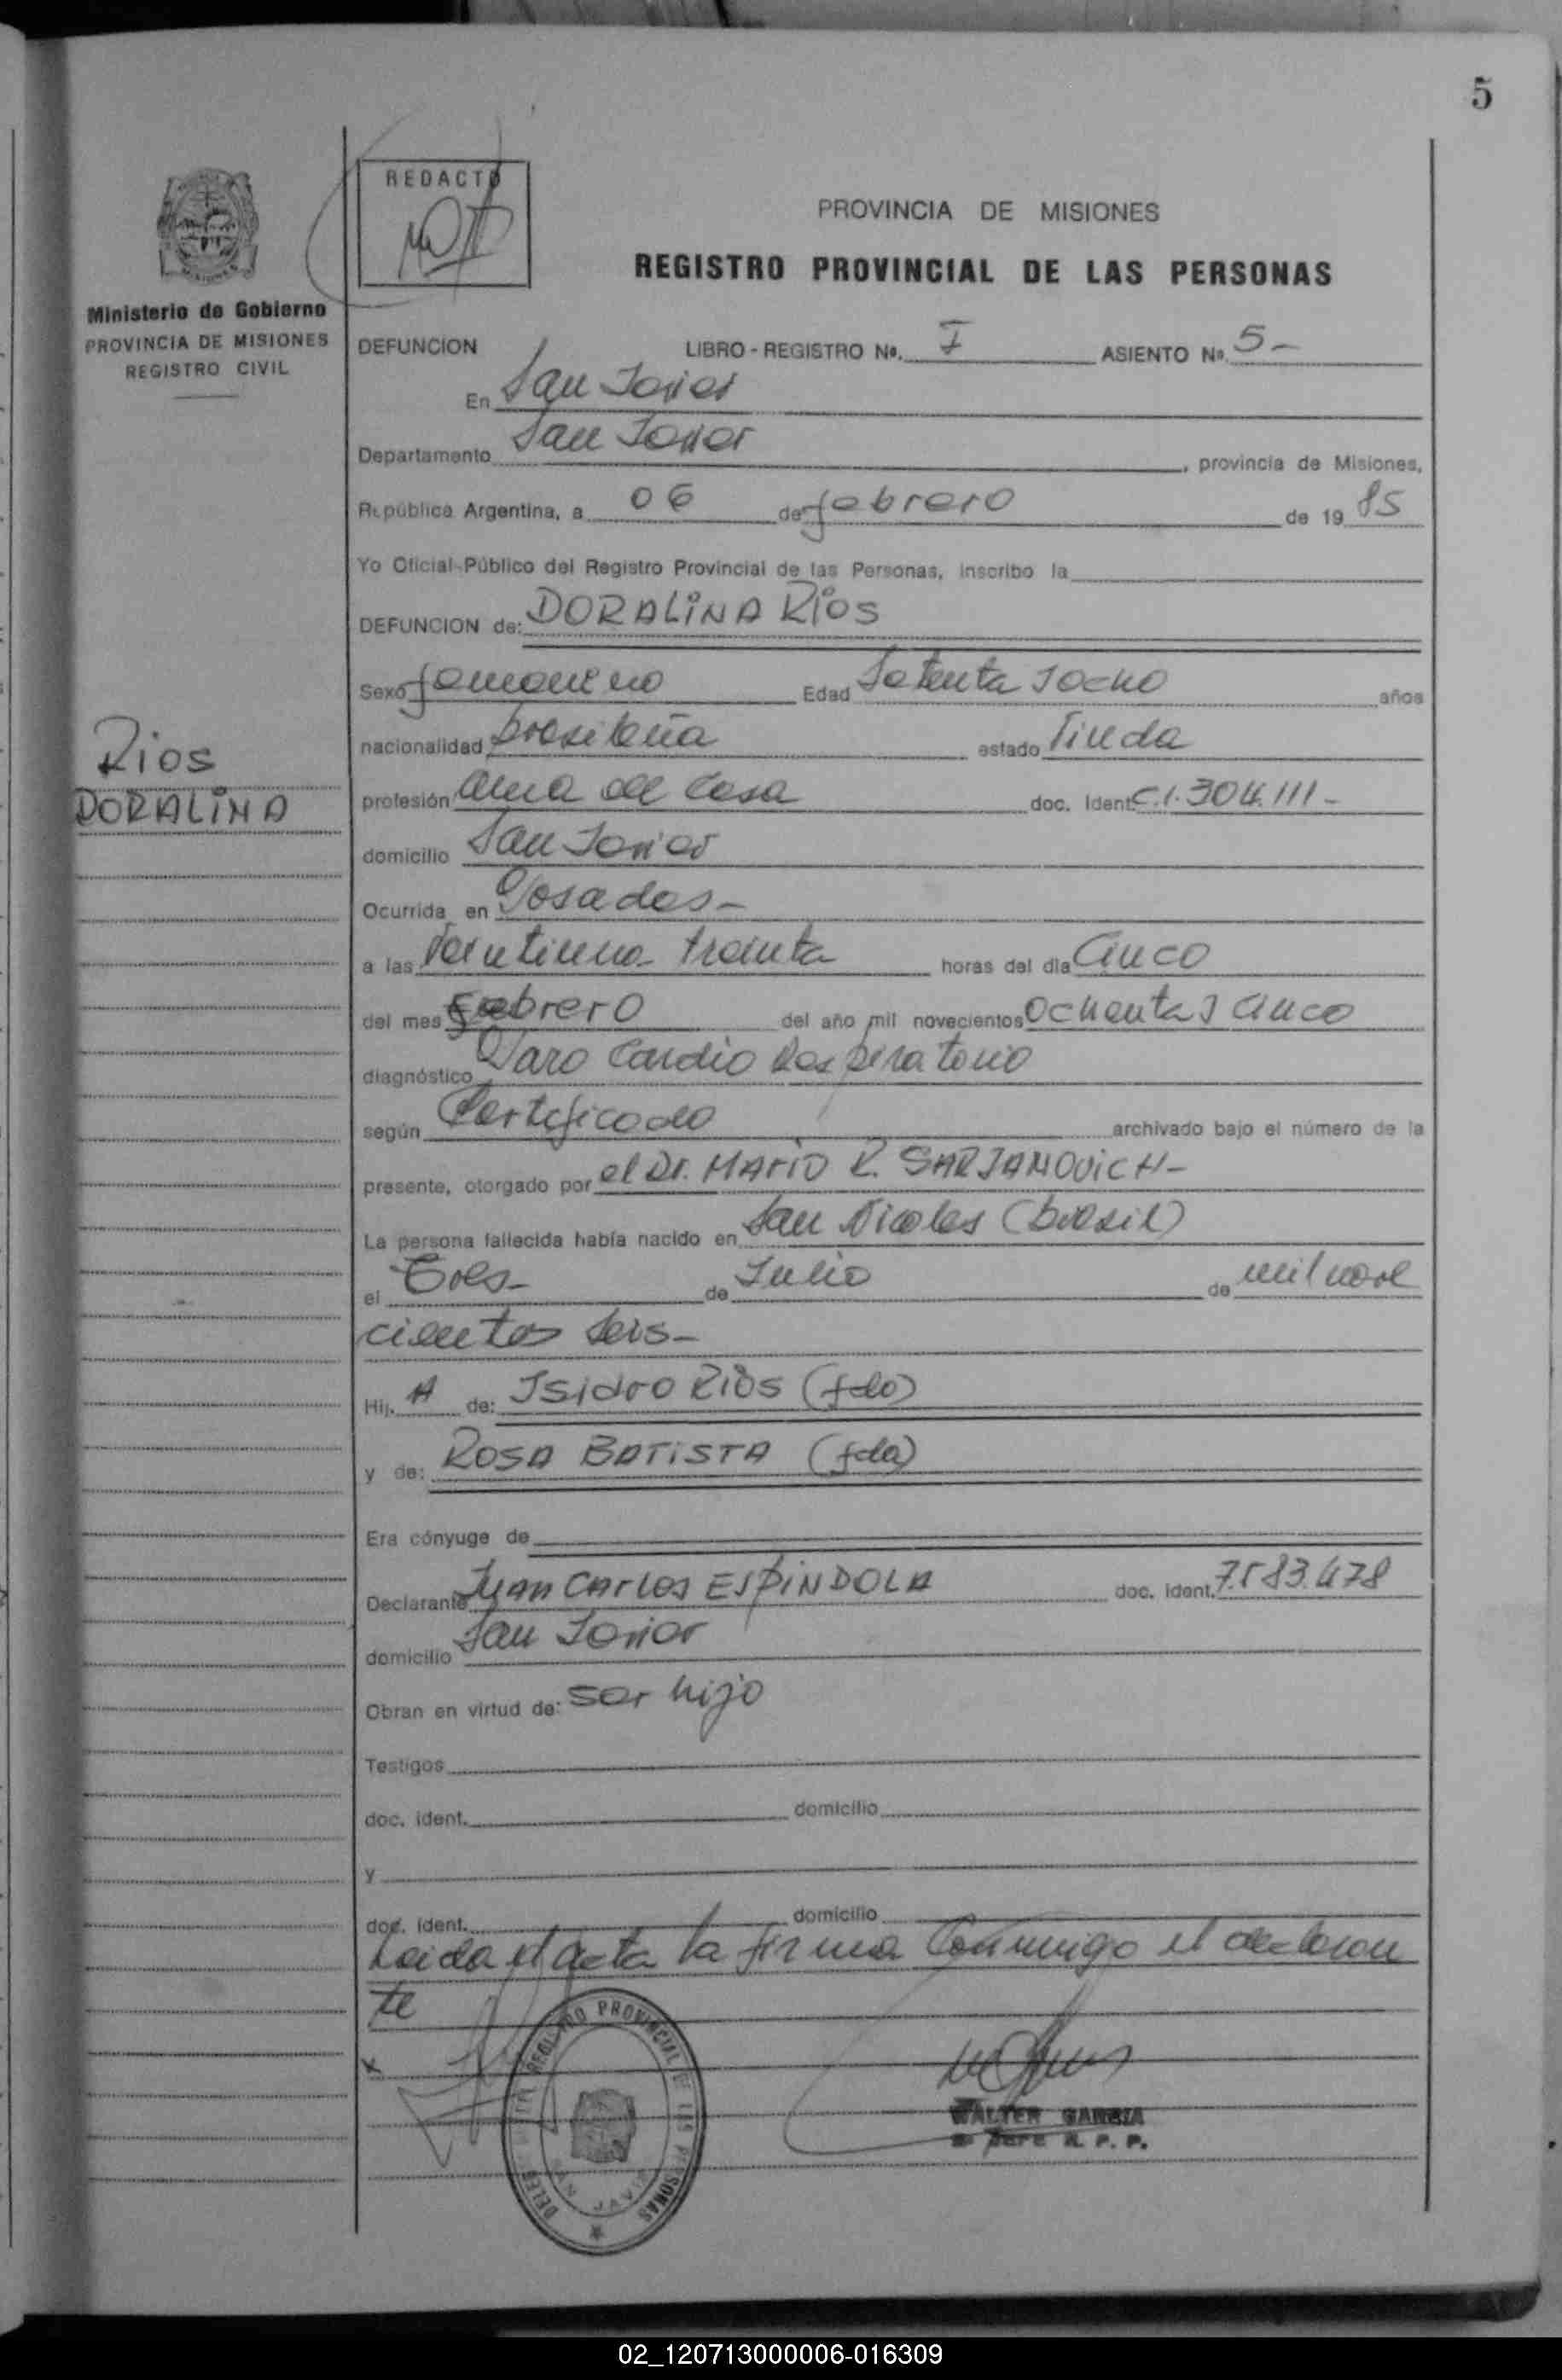 5
REDACTO
PROVINCIA DE MISIONES
REGISTRO PROVINCIAL DE LAS PERSONAS
Ministerio de Gobierno
PROVINCIA DE MISIONES
REGISTRO CIVIL
DEFUNCION LIBRO - REGISTRO No. I ASIENTO No. 5-
En San Javier
Departamento San Javier, provincia de Misiones,
República Argentina, a 06 de febrero de 19 85
Yo Oficial Público del Registro Provincial de las Personas, inscribo la
DEFUNCION de: DORALINA Ríos
Sexo femenino Edad Setenta y ocho años
nacionalidad brasileña estado Viuda
Rios
DORALINA
profesión ama de casa doc. Ident. C.I. 304.111-
domicilio San Javier
Ocurrida en Posadas-
a las Veintiuna treinta horas del día cinco
del mes Febrero del año mil novecientos ochenta y cinco
diagnóstico Paro Cardio Respiratorio
según Certificado archivado bajo el número de la
presente, otorgado por el Dr. MARIO R. SARJANOVICH-
La persona fallecida había nacido en San Nicolas (Brasil)
el Tres- de Julio de mil nove
cientos seis-
Hij. A de: Isidro Ríos (fdo)
y de: ROSA BATISTA (fda)
Era cónyuge de
Declarante JUAN CARLOS ESPINDOLA doc. ident. 7.583.478
domicilio San Javier
Obran en virtud de: ser hijo
Testigos
doc. ident. domicilio
y
doc. ident. domicilio
Leida el acta la firma conmigo el declaran
te
x
REGISTRO PROVINCIAL DE LAS PERSONAS
SAN JAVIER
WALTER GARCIA
Jefe R. P. P.
02_120713000006-016309